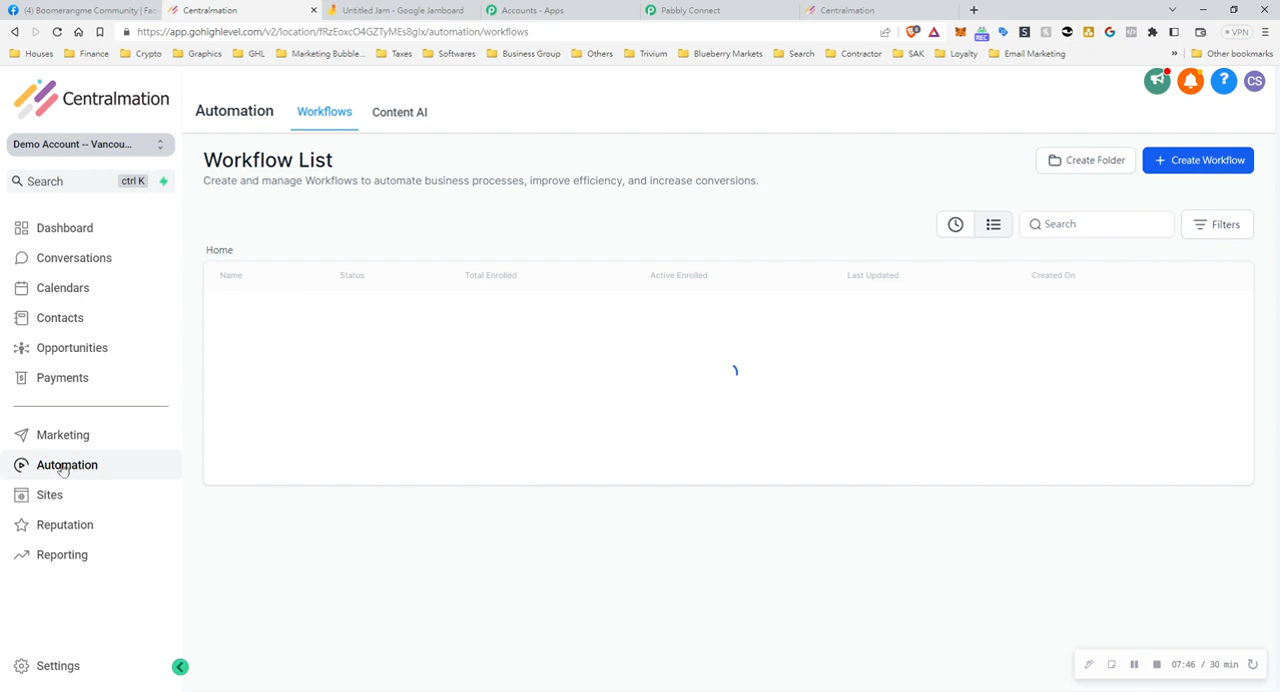 (4) Boomerangme Community | Fac
Centralmation
Untitled Jam - Google Jamboard
Accounts - Apps
Pabbly Connect
Centralmation
https://app.gohighlevel.com/v2/location/fRzEoxcO4GZTyMEs8gIx/automation/workflows
REC
VPN
Houses
Finance
Crypto
Graphics
GHL
Marketing Bubble...
Taxes
Softwares
Business Group
Others
Trivium
Blueberry Markets
Search
Contractor
SAK
Loyalty
Email Marketing
»
Other bookmarks
Centralmation
Demo Account -- Vancou...
Search
ctrl K
Dashboard
Conversations
Calendars
Contacts
Opportunities
Payments
Marketing
Automation
Sites
Reputation
Reporting
Settings
Automation
Workflows
Content AI
?
CS
Workflow List
Create and manage Workflows to automate business processes, improve efficiency, and increase conversions.
Create Folder
+ Create Workflow
Search
Filters
Home
Name
Status
Total Enrolled
Active Enrolled
Last Updated
Created On
07:46 / 30 min